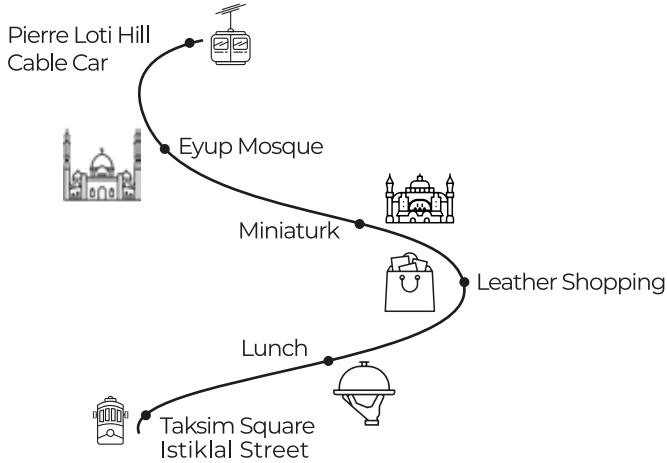 Pierre Loti Hill
Cable Car
Eyup Mosque
Miniaturk
Leather Shopping
Lunch
Taksim Square
Istiklal Street